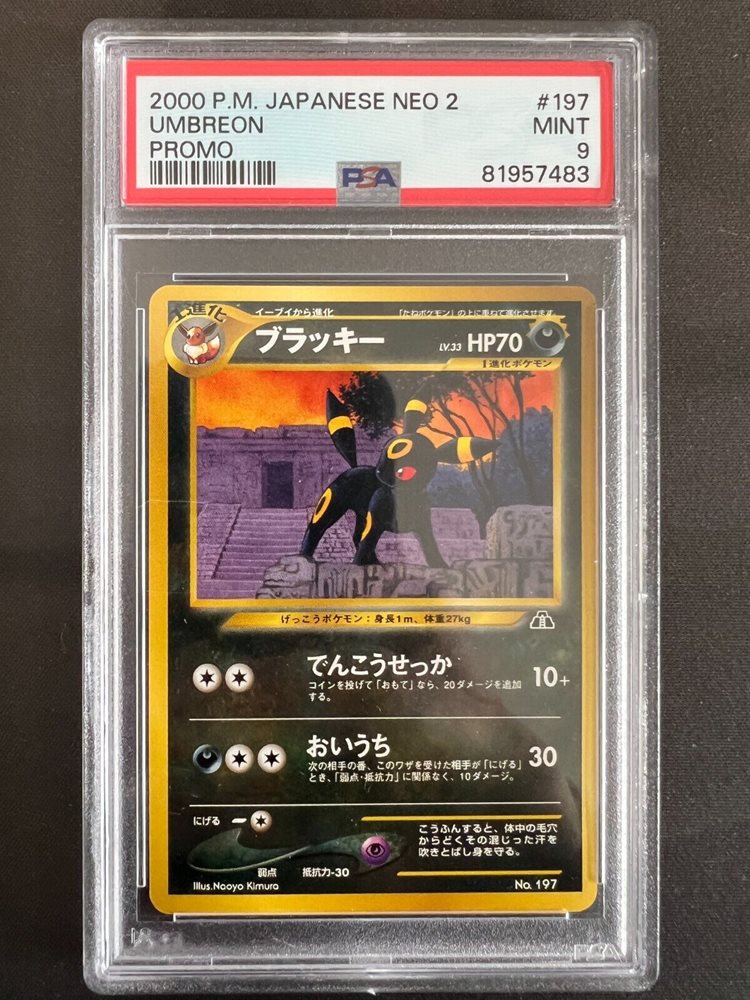 2000 P.M. JAPANESE NEO 2 #197
UMBREON MINT
PROMO 9
PSA 81957483
1進化 イーブイから進化 「たねポケモン」の上に重ねて進化させます
ブラッキー LV.33 HP70
1進化ポケモン
げっこうポケモン：身長1m、体重27kg
でんこうせっか 10+
コインを投げて「おもて」なら、20ダメージを追加
する。
おいうち 30
次の相手の番、このワザを受けた相手が「にげる」
とき、「弱点・抵抗力」に関係なく、10ダメージ。
にげる
こうふんすると、体中の毛穴
からどくその混じった汗を
吹きとばし身を守る。
弱点 抵抗力-30
Illus.Naoyo Kimura No. 197
PSA